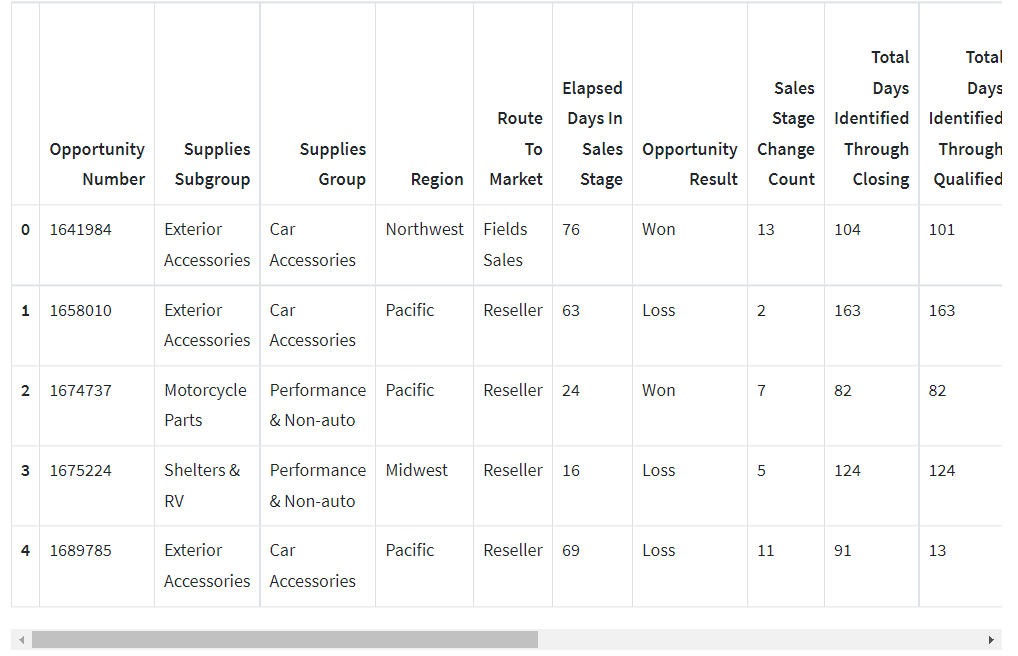 Opportunity Number Supplies Subgroup Supplies Group Region Route To Market Elapsed Days In Sales Stage Opportunity Result Sales Stage Change Count Total Days Identified Through Closing Total Days Identified Through Qualified
0 1641984 Exterior Accessories Car Accessories Northwest Fields Sales 76 Won 13 104 101
1 1658010 Exterior Accessories Car Accessories Pacific Reseller 63 Loss 2 163 163
2 1674737 Motorcycle Parts Performance & Non-auto Pacific Reseller 24 Won 7 82 82
3 1675224 Shelters & RV Performance & Non-auto Midwest Reseller 16 Loss 5 124 124
4 1689785 Exterior Accessories Car Accessories Pacific Reseller 69 Loss 11 91 13